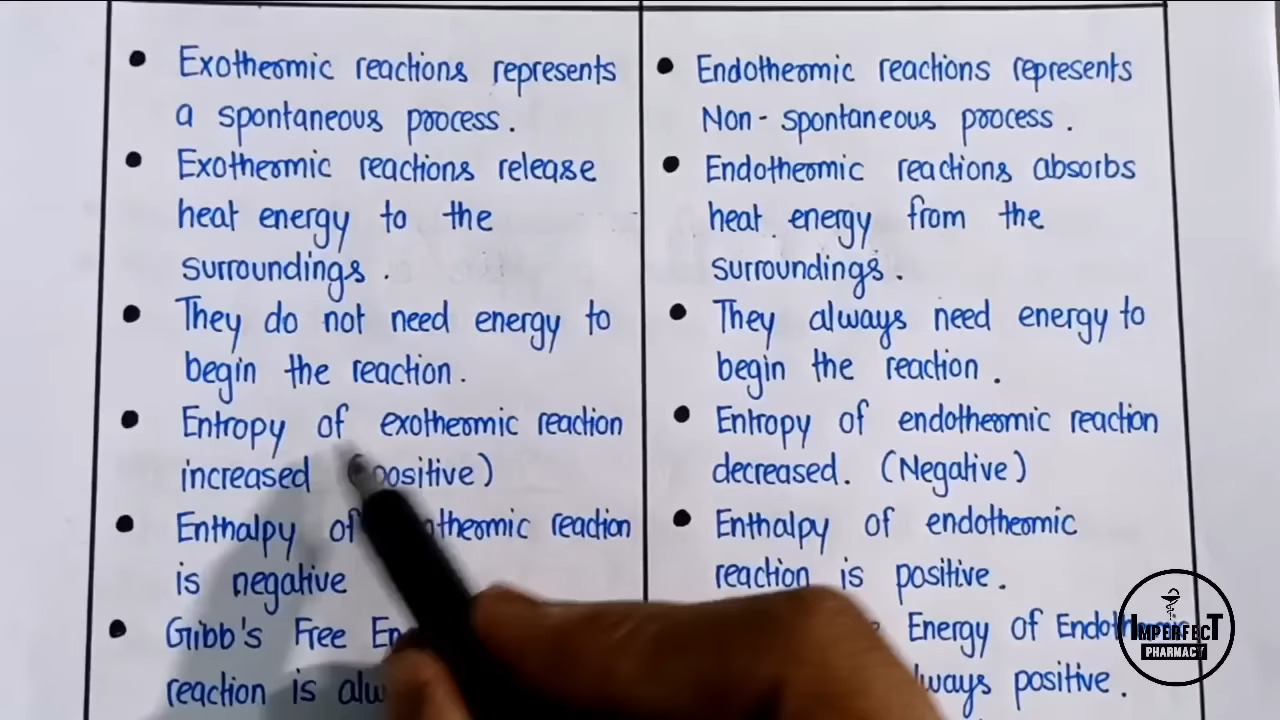 Exothermic reactions represents
a spontaneous process.
Exothermic reactions release
heat energy to the
surroundings.
They do not need energy to
begin the reaction.
Entropy of exothermic reaction
increased (positive)
Enthalpy of reaction
is negative
Gibb's Free
reaction is
Endothermic reactions represents
Non-spontaneous process.
Endothermic reactions absorbs
heat energy from the
surroundings.
They always need energy to
begin the reaction.
Entropy of endothermic reaction
decreased. (Negative)
Enthalpy of endothermic
reaction is positive.
Energy of Endothermic
positive.
IMPERFECT
PHARMACY